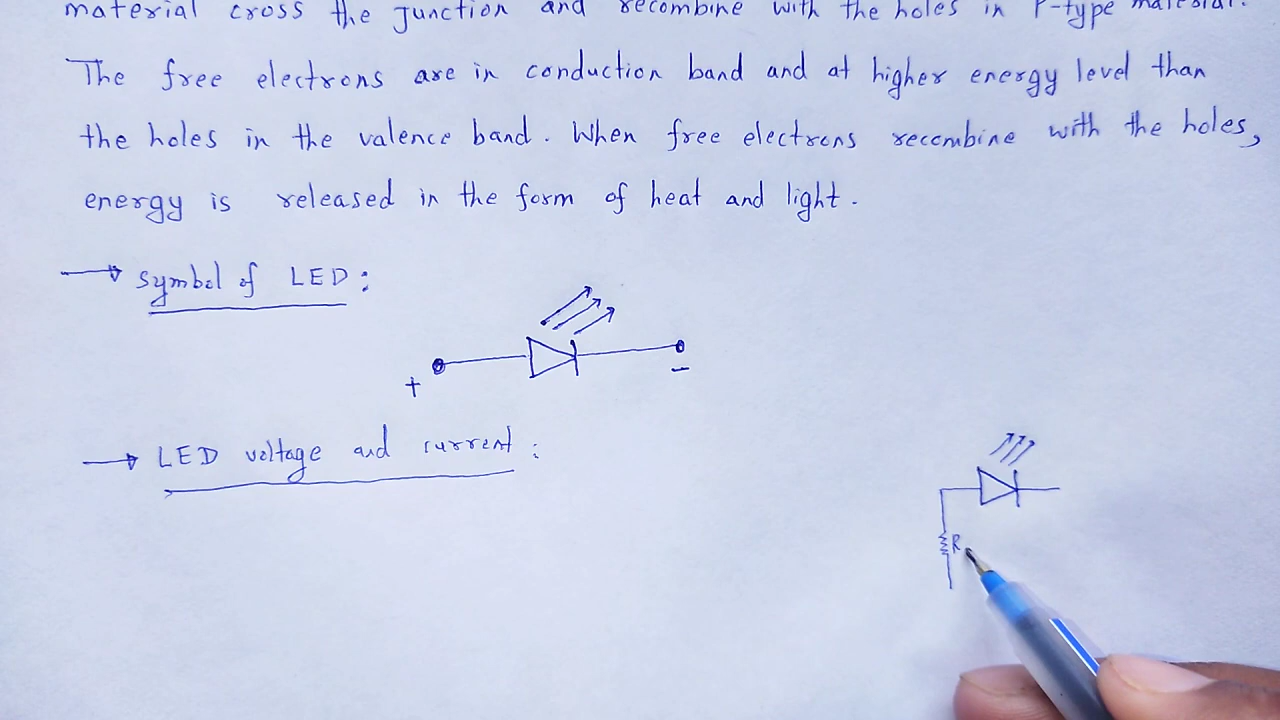 material cross the junction and recombine with the holes in P-type material.
The free electrons are in conduction band and at higher energy level than
the holes in the valence band. When free electrons recombine with the holes,
energy is released in the form of heat and light.
→ symbol of LED:
+ −
→ LED voltage and current:
R